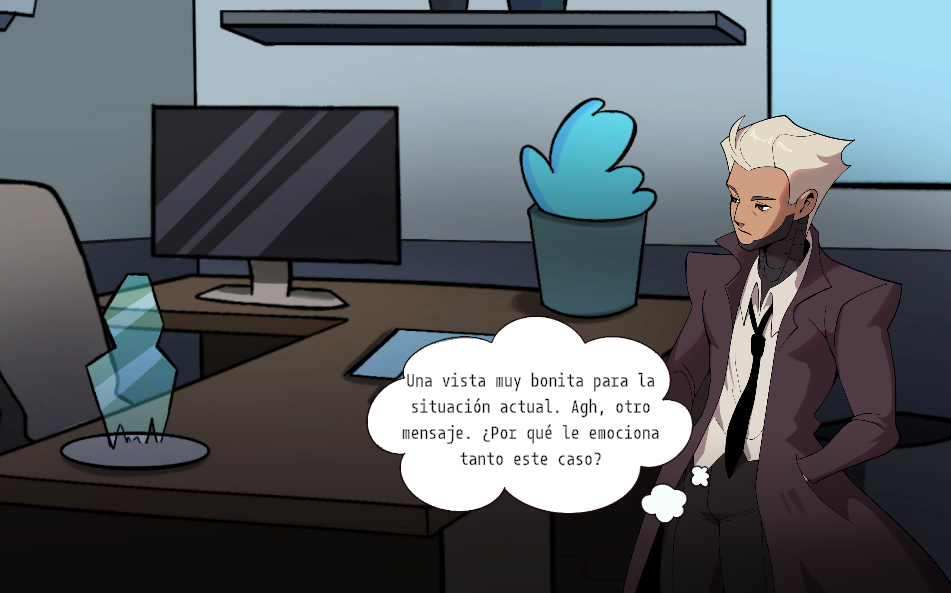 Una vista muy bonita para la
situación actual. Agh, otro
mensaje. ¿Por qué le emociona
tanto este caso?